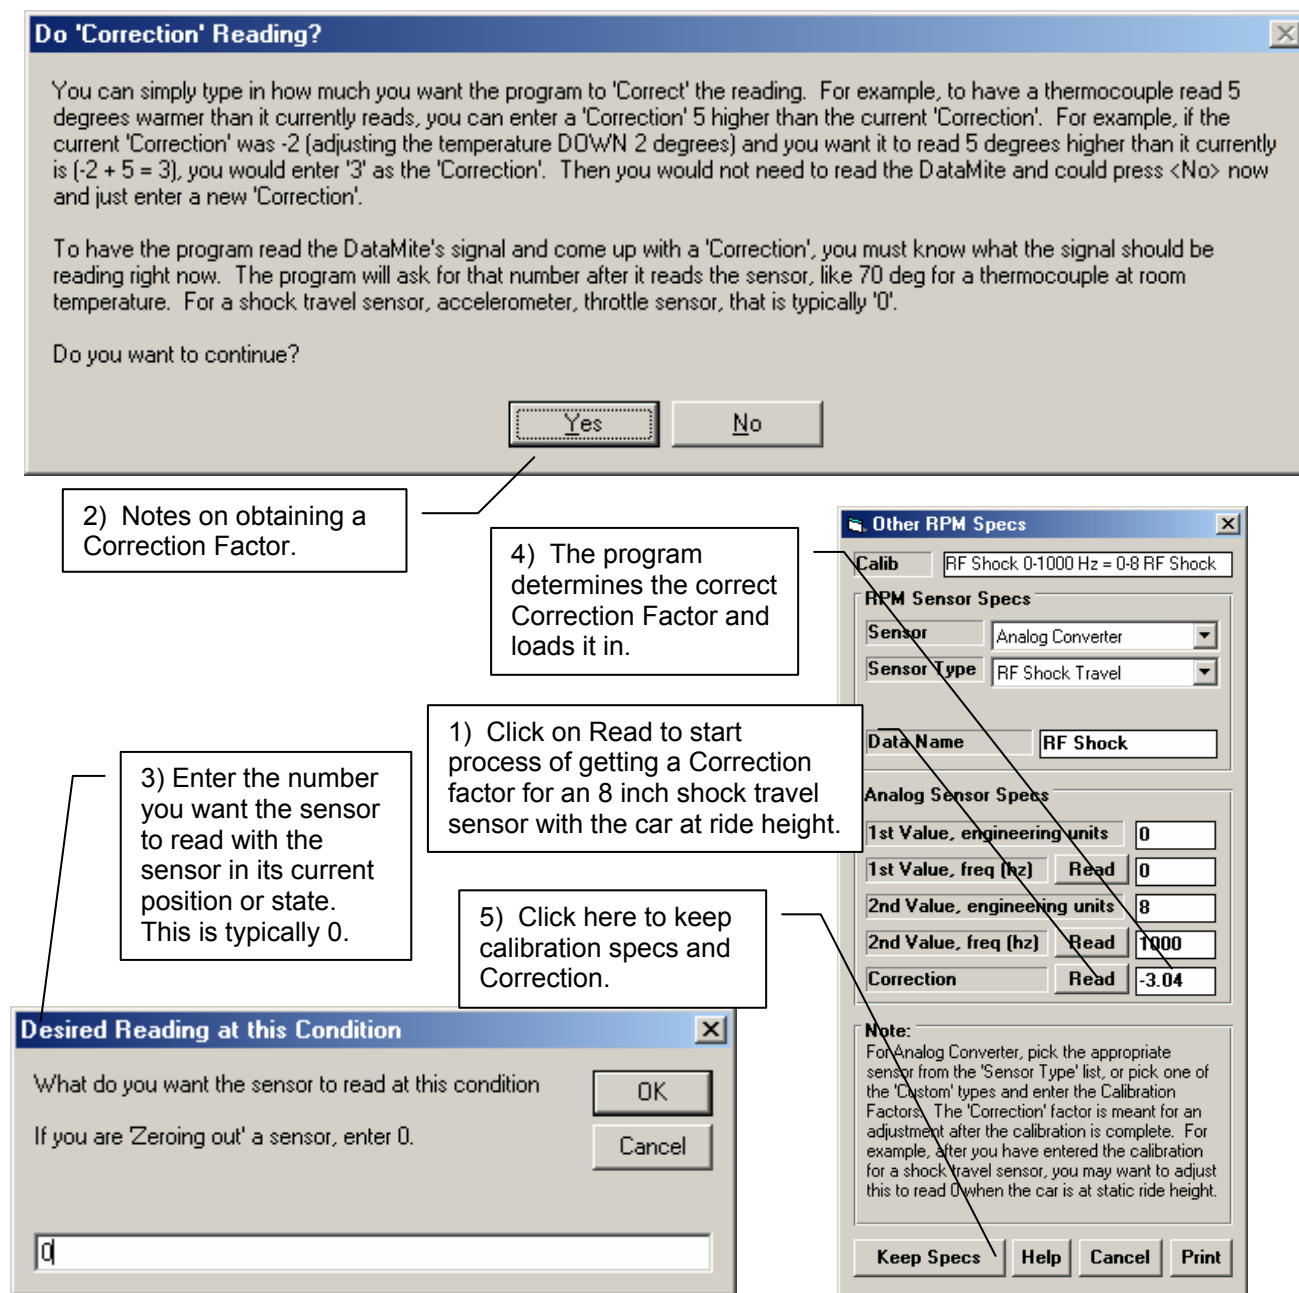 Do 'Correction' Reading?
You can simply type in how much you want the program to 'Correct' the reading.  For example, to have a thermocouple read 5
degrees warmer than it currently reads, you can enter a 'Correction' 5 higher than the current 'Correction'.  For example, if the
current 'Correction' was -2 (adjusting the temperature DOWN 2 degrees) and you want it to read 5 degrees higher than it currently
is (-2 + 5 = 3), you would enter '3' as the 'Correction'.  Then you would not need to read the DataMite and could press <No> now
and just enter a new 'Correction'.
To have the program read the DataMite's signal and come up with a 'Correction', you must know what the signal should be
reading right now.  The program will ask for that number after it reads the sensor, like 70 deg for a thermocouple at room
temperature.  For a shock travel sensor, accelerometer, throttle sensor, that is typically '0'.
Do you want to continue?
Yes
No
2)  Notes on obtaining a
Correction Factor.
4)  The program
determines the correct
Correction Factor and
loads it in.
1)  Click on Read to start
process of getting a Correction
factor for an 8 inch shock travel
sensor with the car at ride height.
3) Enter the number
you want the sensor
to read with the
sensor in its current
position or state.
This is typically 0.
5)  Click here to keep
calibration specs and
Correction.
Other RPM Specs
Calib RF Shock 0-1000 Hz = 0-8 RF Shock
RPM Sensor Specs
Sensor Analog Converter
Sensor Type RF Shock Travel
Data Name RF Shock
Analog Sensor Specs
1st Value, engineering units 0
1st Value, freq (hz) Read 0
2nd Value, engineering units 8
2nd Value, freq (hz) Read 1000
Correction Read -3.04
Note:
For Analog Converter, pick the appropriate
sensor from the 'Sensor Type' list, or pick one of
the 'Custom' types and enter the Calibration
Factors.  The 'Correction' factor is meant for an
adjustment after the calibration is complete.  For
example, after you have entered the calibration
for a shock travel sensor, you may want to adjust
this to read 0 when the car is at static ride height.
Keep Specs Help Cancel Print
Desired Reading at this Condition
What do you want the sensor to read at this condition
If you are 'Zeroing out' a sensor, enter 0.
OK
Cancel
0